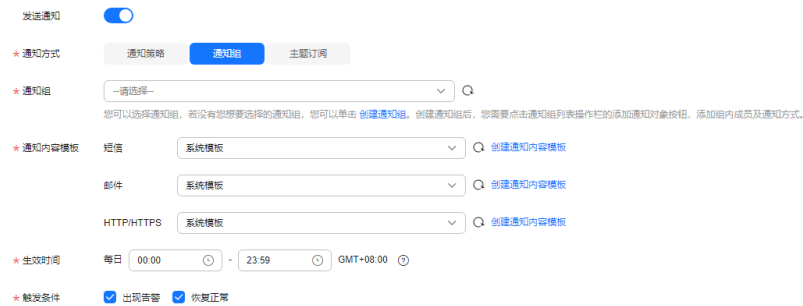 发送通知
* 通知方式 通知策略 通知组 主题订阅
* 通知组 --请选择--
您可以选择通知组，若没有您想要选择的通知组，您可以单击 创建通知组。创建通知组后，您需要点击通知组列表操作栏的添加通知对象按钮，添加组内成员及通知方式。
* 通知内容模板 短信 系统模板 创建通知内容模板
邮件 系统模板 创建通知内容模板
HTTP/HTTPS 系统模板 创建通知内容模板
* 生效时间 每日 00:00 - 23:59 GMT+08:00 ?
* 触发条件 出现告警 恢复正常